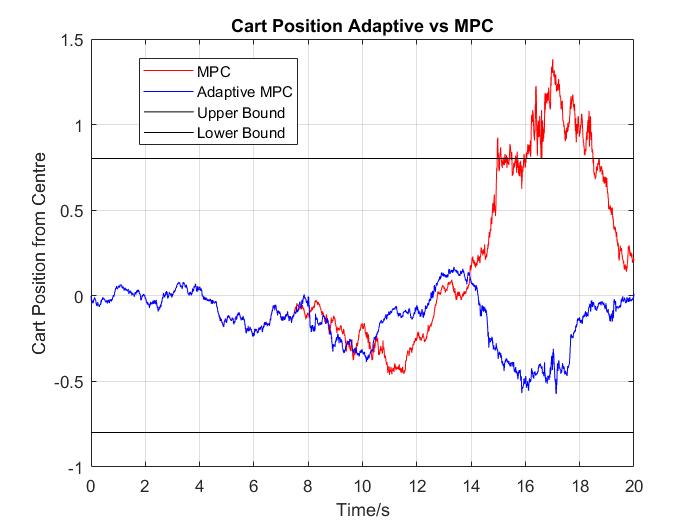 Cart Position Adaptive vs MPC
1.5
MPC
Adaptive MPC
Upper Bound
Lower Bound
1
0.5
0
-0.5
-1
Cart Position from Centre
0 2 4 6 8 10 12 14 16 18 20
Time/s